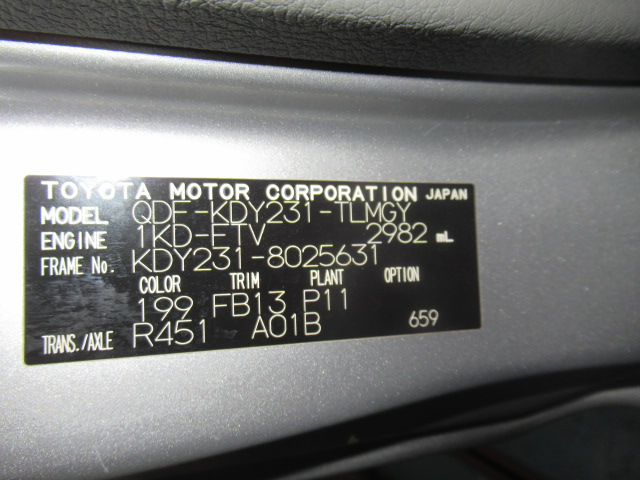 TOYOTA MOTOR CORPORATION JAPAN
MODEL QDF-KDY231-TLMGY
ENGINE 1KD-FTV 2982 mL
FRAME No. KDY231-8025631
COLOR TRIM PLANT OPTION
199 FB13 P11
TRANS./AXLE R451 A01B 659